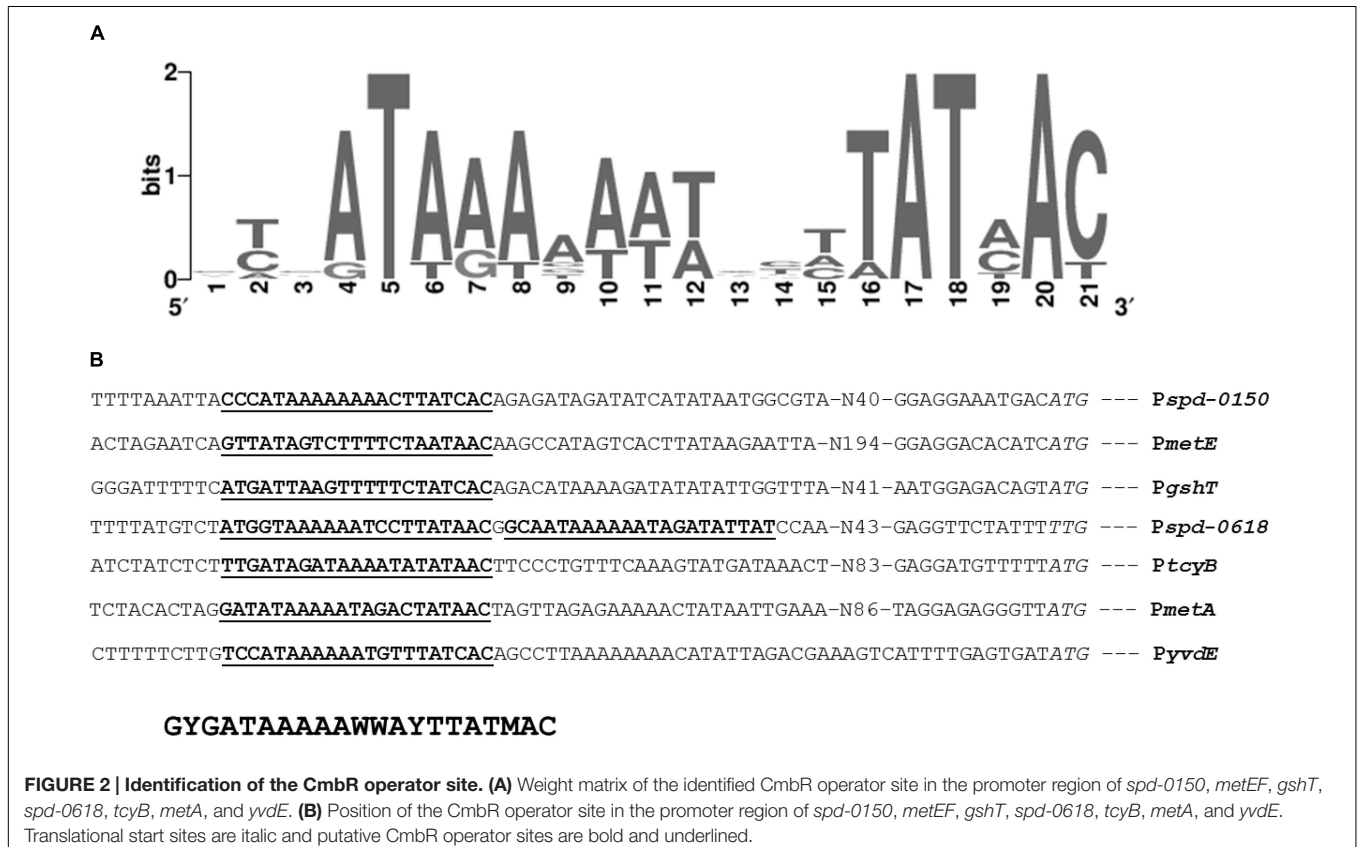 A
2
bits
1
0
5′ 1 2 3 4 5 6 7 8 9 10 11 12 13 14 15 16 17 18 19 20 21 3′
B
TTTTAAATTACCCATAAAAAAAACTTATCACAGAGATAGATATCATATAATGGCGTA–N40–GGAGGAAATGACATG --- Pspd-0150
ACTAGAATCAGTTATAGTCTTTTCTAATAACAAGCCATAGTCACTTATAAGAATTA–N194–GGAGGACACATCATG --- PmetE
GGGATTTTTCATGATTAAGTTTTTCTATCACAGACATAAAAGATATATATTGGTTTA–N41–AATGGAGACAGTATG --- PgshT
TTTTATGTCTATGGTAAAAAATCCTTATAACGGCAATAAAAAATAGATATTATCCAA–N43–GAGGTTCTATTTTTG --- Pspd-0618
ATCTATCTCTTTGATAGATAAAATATATAACTTCCCTGTTTCAAAGTATGATAAACT–N83–GAGGATGTTTTTATG --- PtcyB
TCTACACTAGGATATAAAAATAGACTATAACTAGTTAGAGAAAAACTATAATTGAAA–N86–TAGGAGAGGGTTATG --- PmetA
CTTTTTCTTGTCCATAAAAAATGTTTATCACAGCCTTAAAAAAAACATATTAGACGAAAGTCATTTTGAGTGATATG --- PyvdE
GYGATAAAAAWWAYTTATMAC
FIGURE 2 | Identification of the CmbR operator site. (A) Weight matrix of the identified CmbR operator site in the promoter region of spd-0150, metEF, gshT,
spd-0618, tcyB, metA, and yvdE. (B) Position of the CmbR operator site in the promoter region of spd-0150, metEF, gshT, spd-0618, tcyB, metA, and yvdE.
Translational start sites are italic and putative CmbR operator sites are bold and underlined.